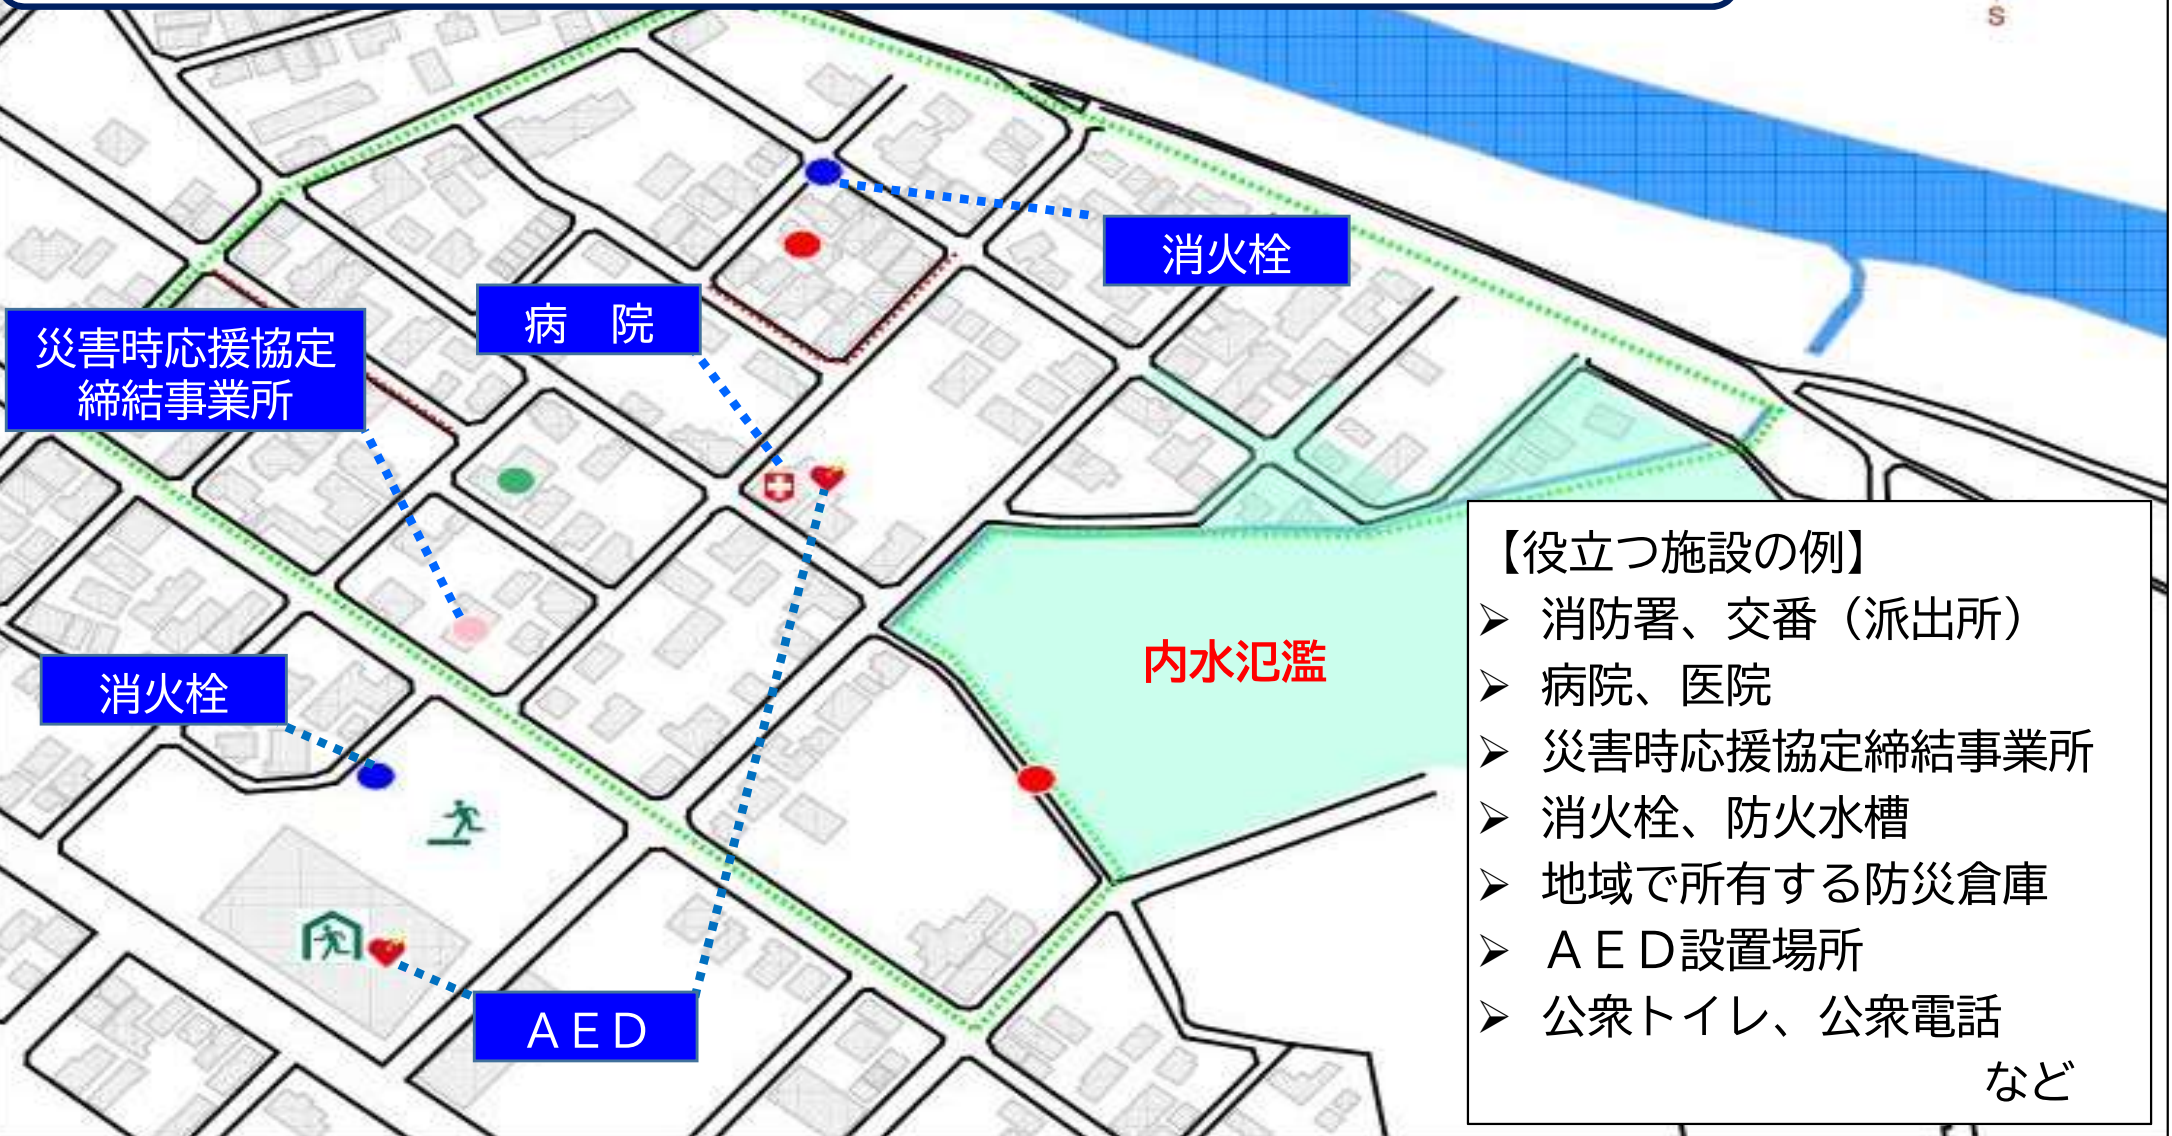 S
消火栓
病　院
災害時応援協定
締結事業所
内水氾濫
消火栓
ＡＥＤ
【役立つ施設の例】
➢ 消防署、交番（派出所）
➢ 病院、医院
➢ 災害時応援協定締結事業所
➢ 消火栓、防火水槽
➢ 地域で所有する防災倉庫
➢ ＡＥＤ設置場所
➢ 公衆トイレ、公衆電話
など